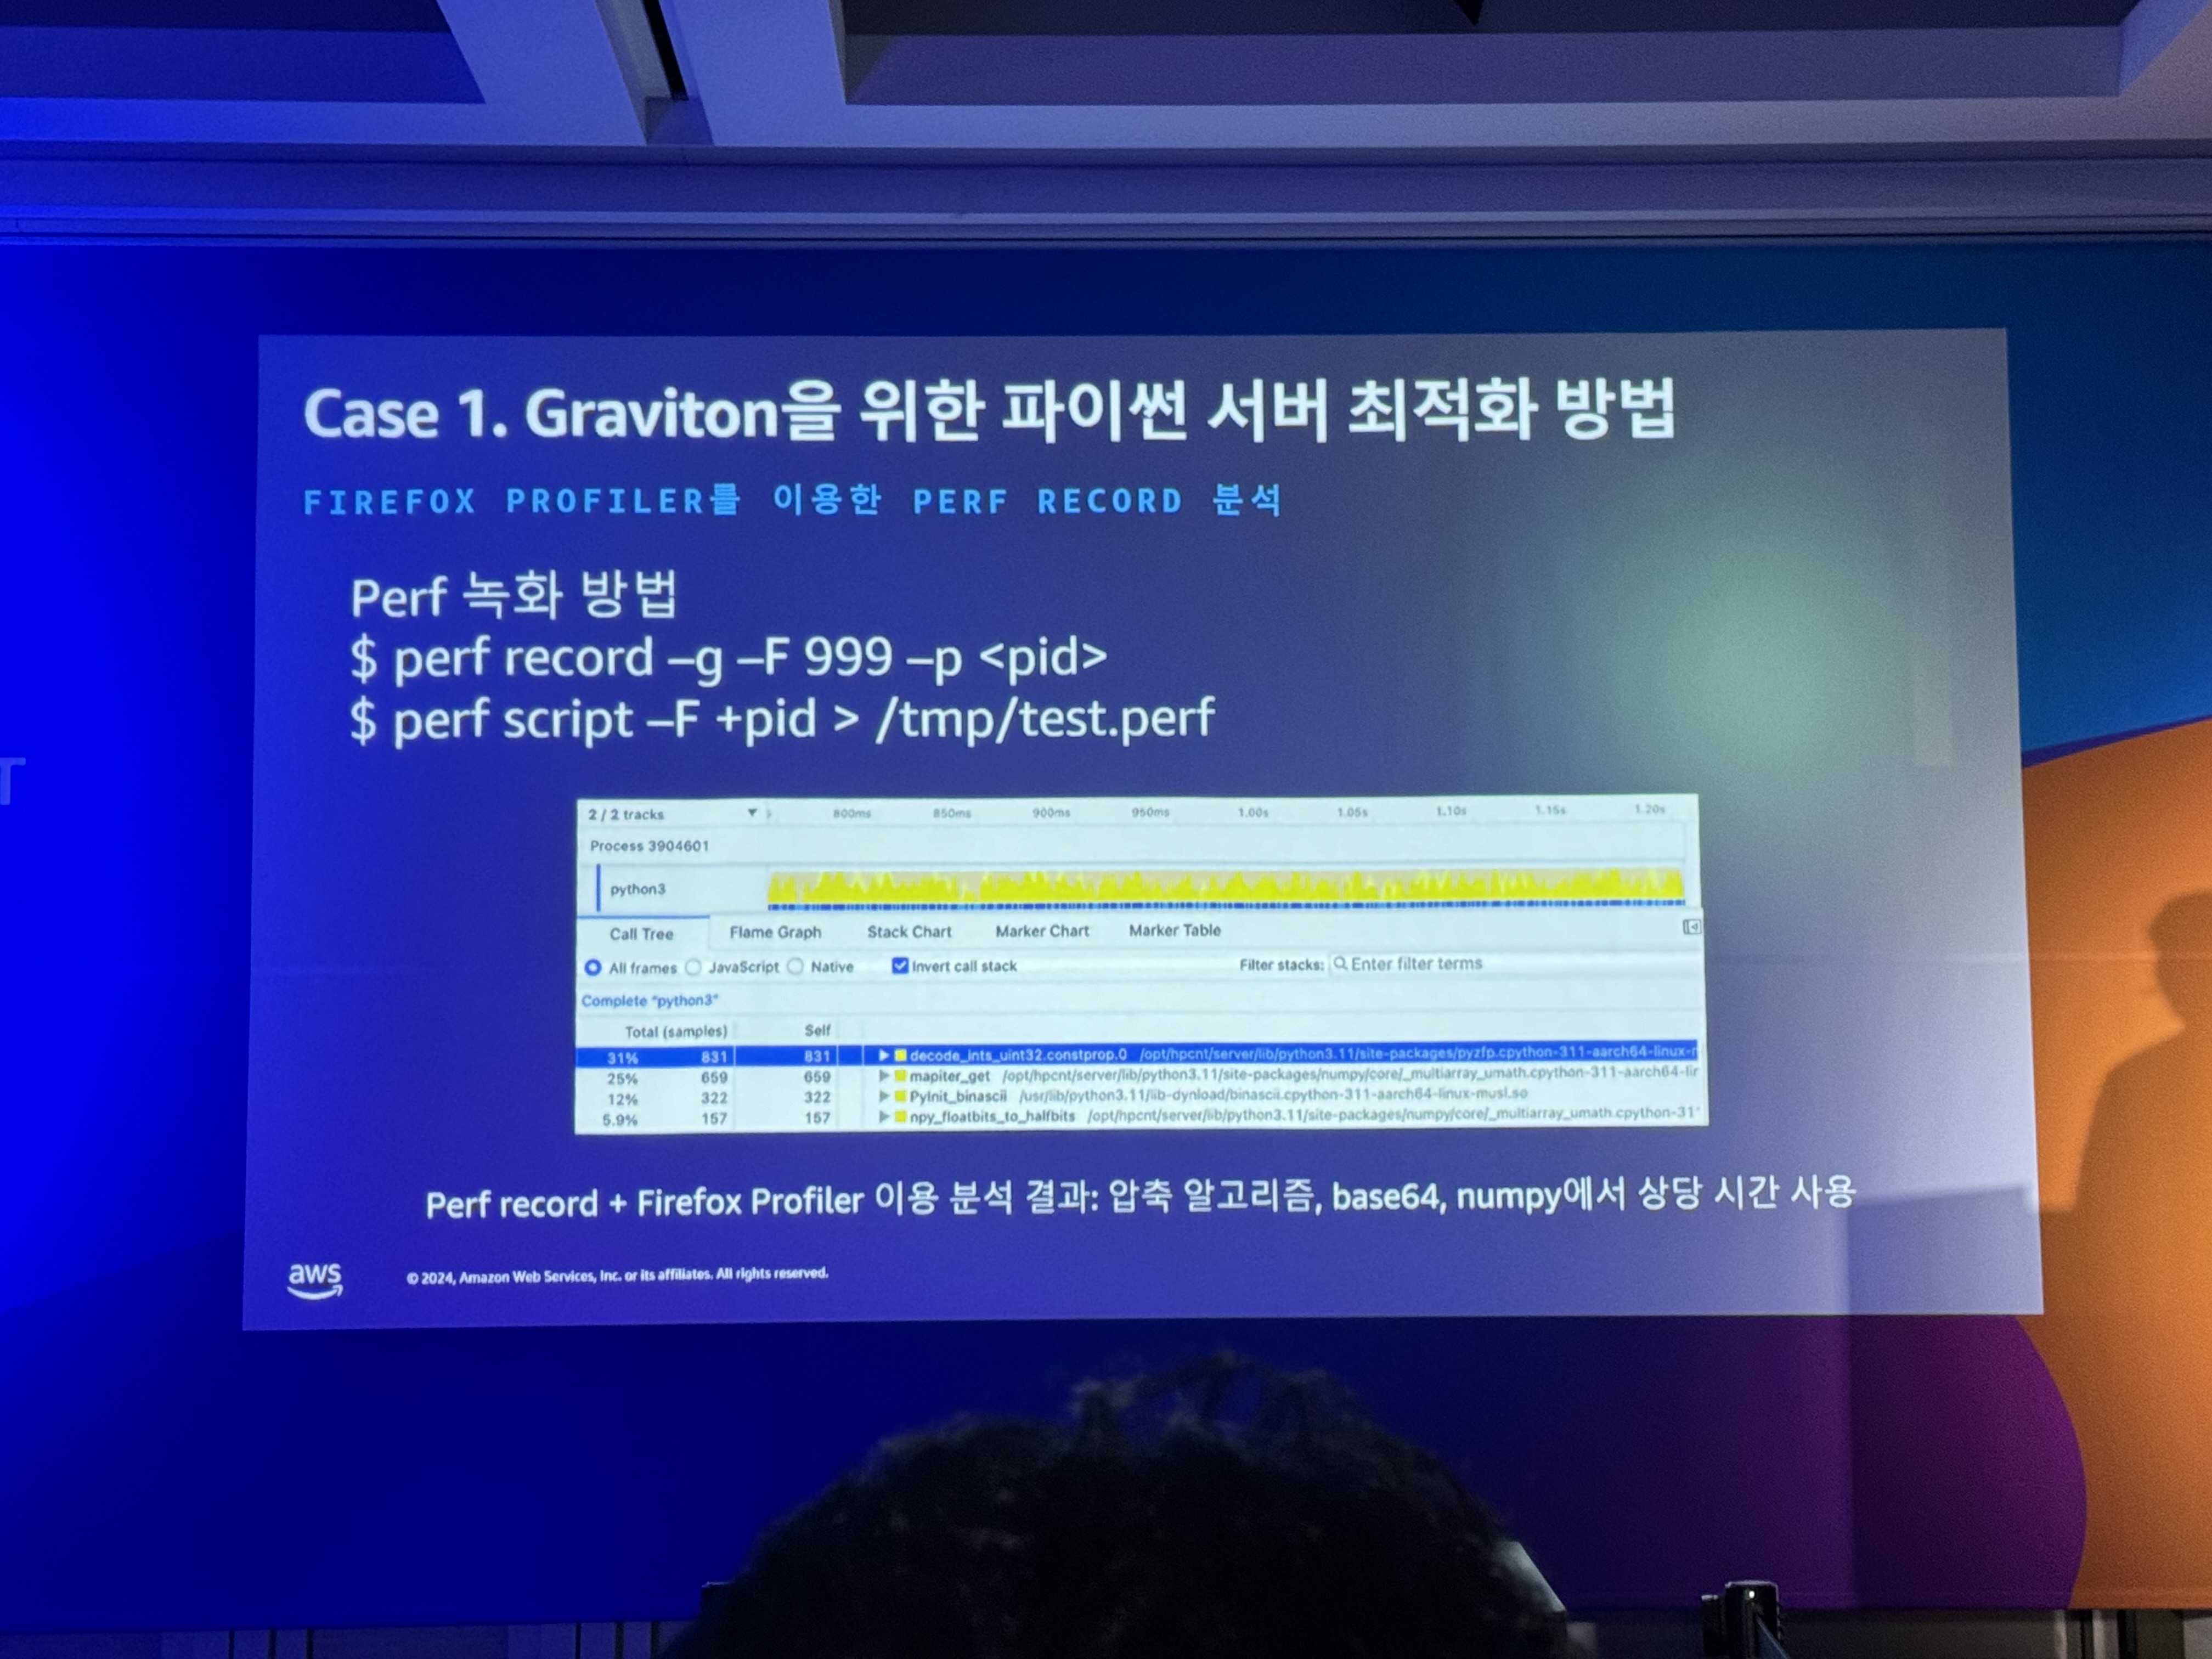 Case 1. Graviton을 위한 파이썬 서버 최적화 방법
FIREFOX PROFILER를 이용한 PERF RECORD 분석
Perf 녹화 방법
$ perf record –g –F 999 –p <pid>
$ perf script –F +pid > /tmp/test.perf
2 / 2 tracks 800ms 850ms 900ms 950ms 1.00s 1.05s 1.10s 1.15s 1.20s
Process 3904601
python3
Call Tree Flame Graph Stack Chart Marker Chart Marker Table
All frames JavaScript Native Invert call stack Filter stacks: Enter filter terms
Complete "python3"
Total (samples) Self
31% 831 831 decode_ints_uint32.constprop.0 /opt/hpcnt/server/lib/python3.11/site-packages/pyzfp.cpython-311-aarch64-linux-
25% 659 659 mapiter_get /opt/hpcnt/server/lib/python3.11/site-packages/numpy/core/_multiarray_umath.cpython-311-aarch64-lir
12% 322 322 PyInit_binascii /usr/lib/python3.11/lib-dynload/binascii.cpython-311-aarch64-linux-musl.so
5.9% 157 157 npy_floatbits_to_halfbits /opt/hpcnt/server/lib/python3.11/site-packages/numpy/core/_multiarray_umath.cpython-31
Perf record + Firefox Profiler 이용 분석 결과: 압축 알고리즘, base64, numpy에서 상당 시간 사용
aws © 2024, Amazon Web Services, Inc. or its affiliates. All rights reserved.
T